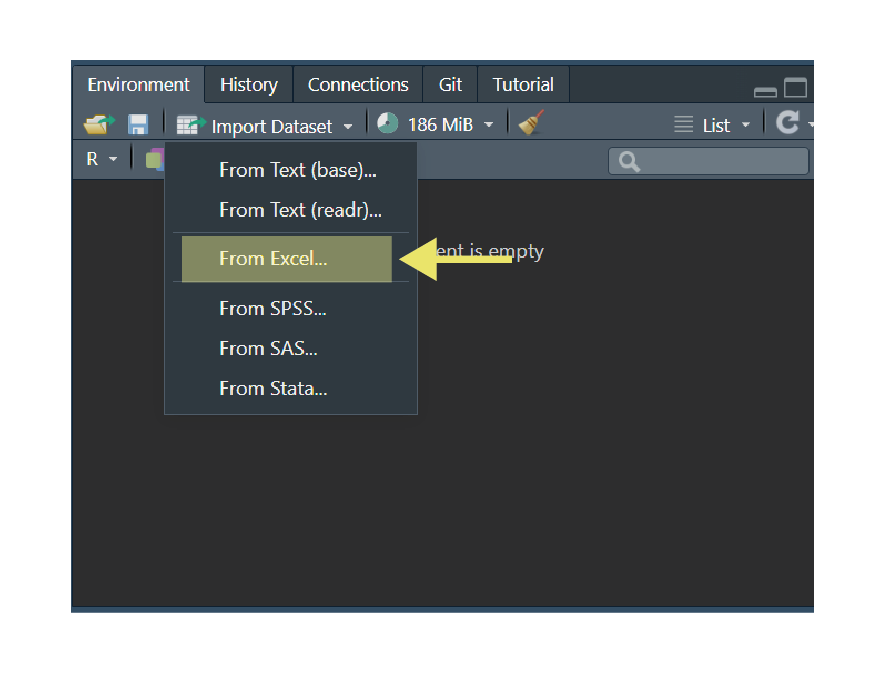 Environment History Connections Git Tutorial
Import Dataset 186 MiB List
R
From Text (base)...
From Text (readr)...
From Excel...
ent is empty
From SPSS...
From SAS...
From Stata...